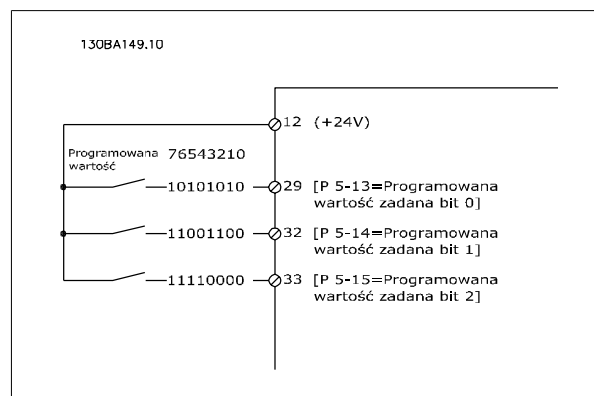 130BA149.10
12 (+24V)
Programowana
wartość
76543210
10101010
29 [P 5-13=Programowana
wartość zadana bit 0]
11001100
32 [P 5-14=Programowana
wartość zadana bit 1]
11110000
33 [P 5-15=Programowana
wartość zadana bit 2]